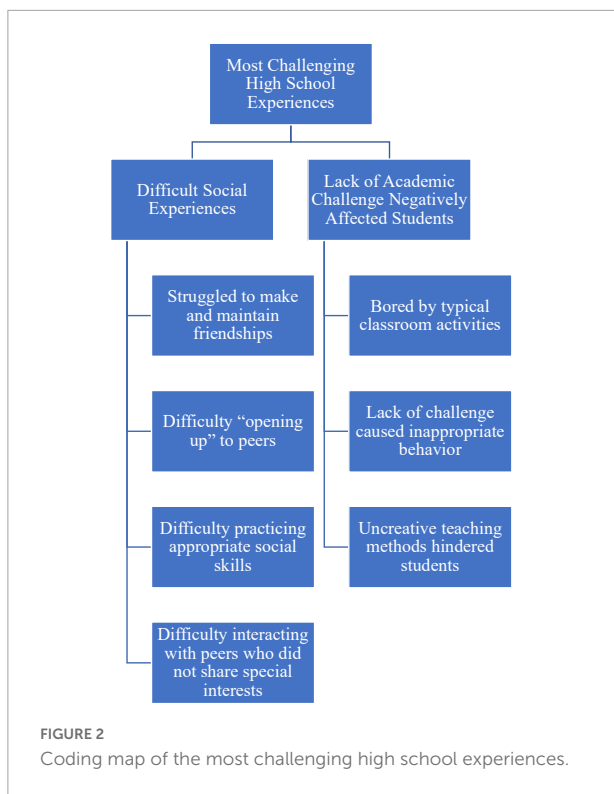 Most Challenging
High School
Experiences
Difficult Social
Experiences
Lack of Academic
Challenge Negatively
Affected Students
Struggled to make
and maintain
friendships
Bored by typical
classroom activities
Difficulty “opening
up” to peers
Lack of challenge
caused inappropriate
behavior
Difficulty practicing
appropriate social
skills
Uncreative teaching
methods hindered
students
Difficulty interacting
with peers who did
not share special
interests
FIGURE 2
Coding map of the most challenging high school experiences.